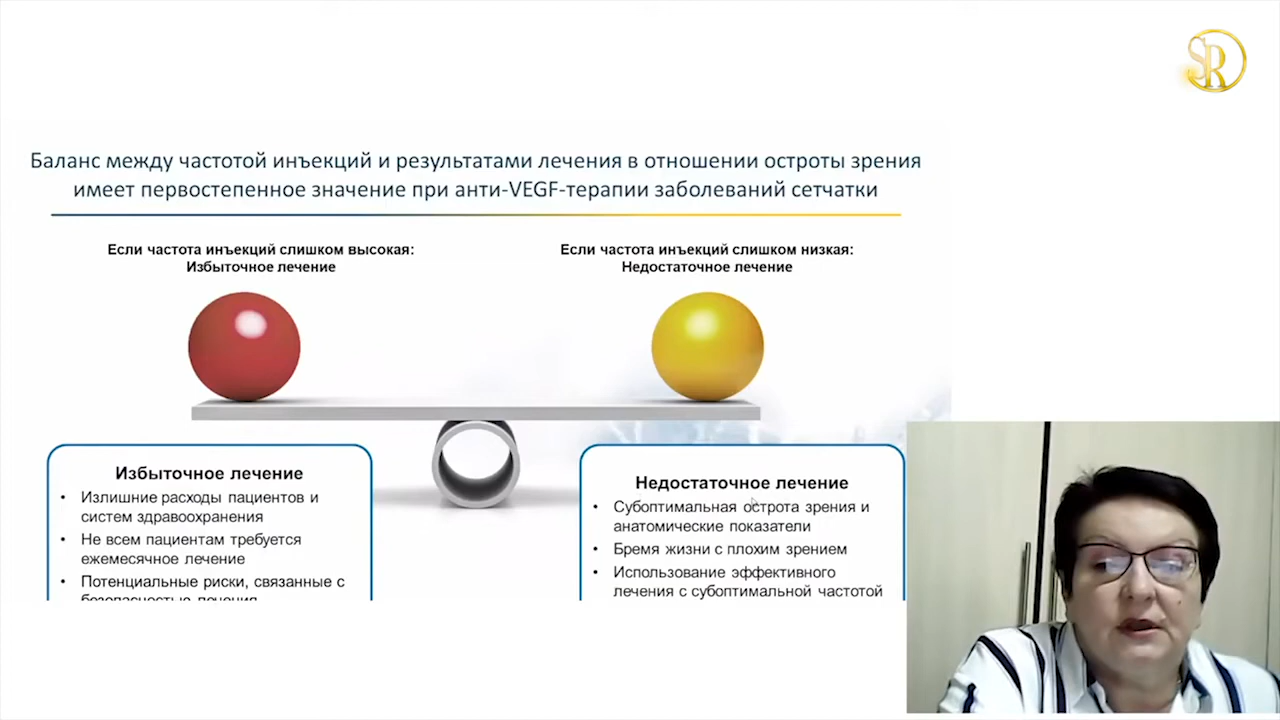 SR
Баланс между частотой инъекций и результатами лечения в отношении остроты зрения
имеет первостепенное значение при анти-VEGF-терапии заболеваний сетчатки
Если частота инъекций слишком высокая:
Избыточное лечение
Если частота инъекций слишком низкая:
Недостаточное лечение
Избыточное лечение
• Излишние расходы пациентов и
систем здравоохранения
• Не всем пациентам требуется
ежемесячное лечение
• Потенциальные риски, связанные с
безопасностью лечения
Недостаточное лечение
• Субоптимальная острота зрения и
анатомические показатели
• Бремя жизни с плохим зрением
• Использование эффективного
лечения с субоптимальной частотой